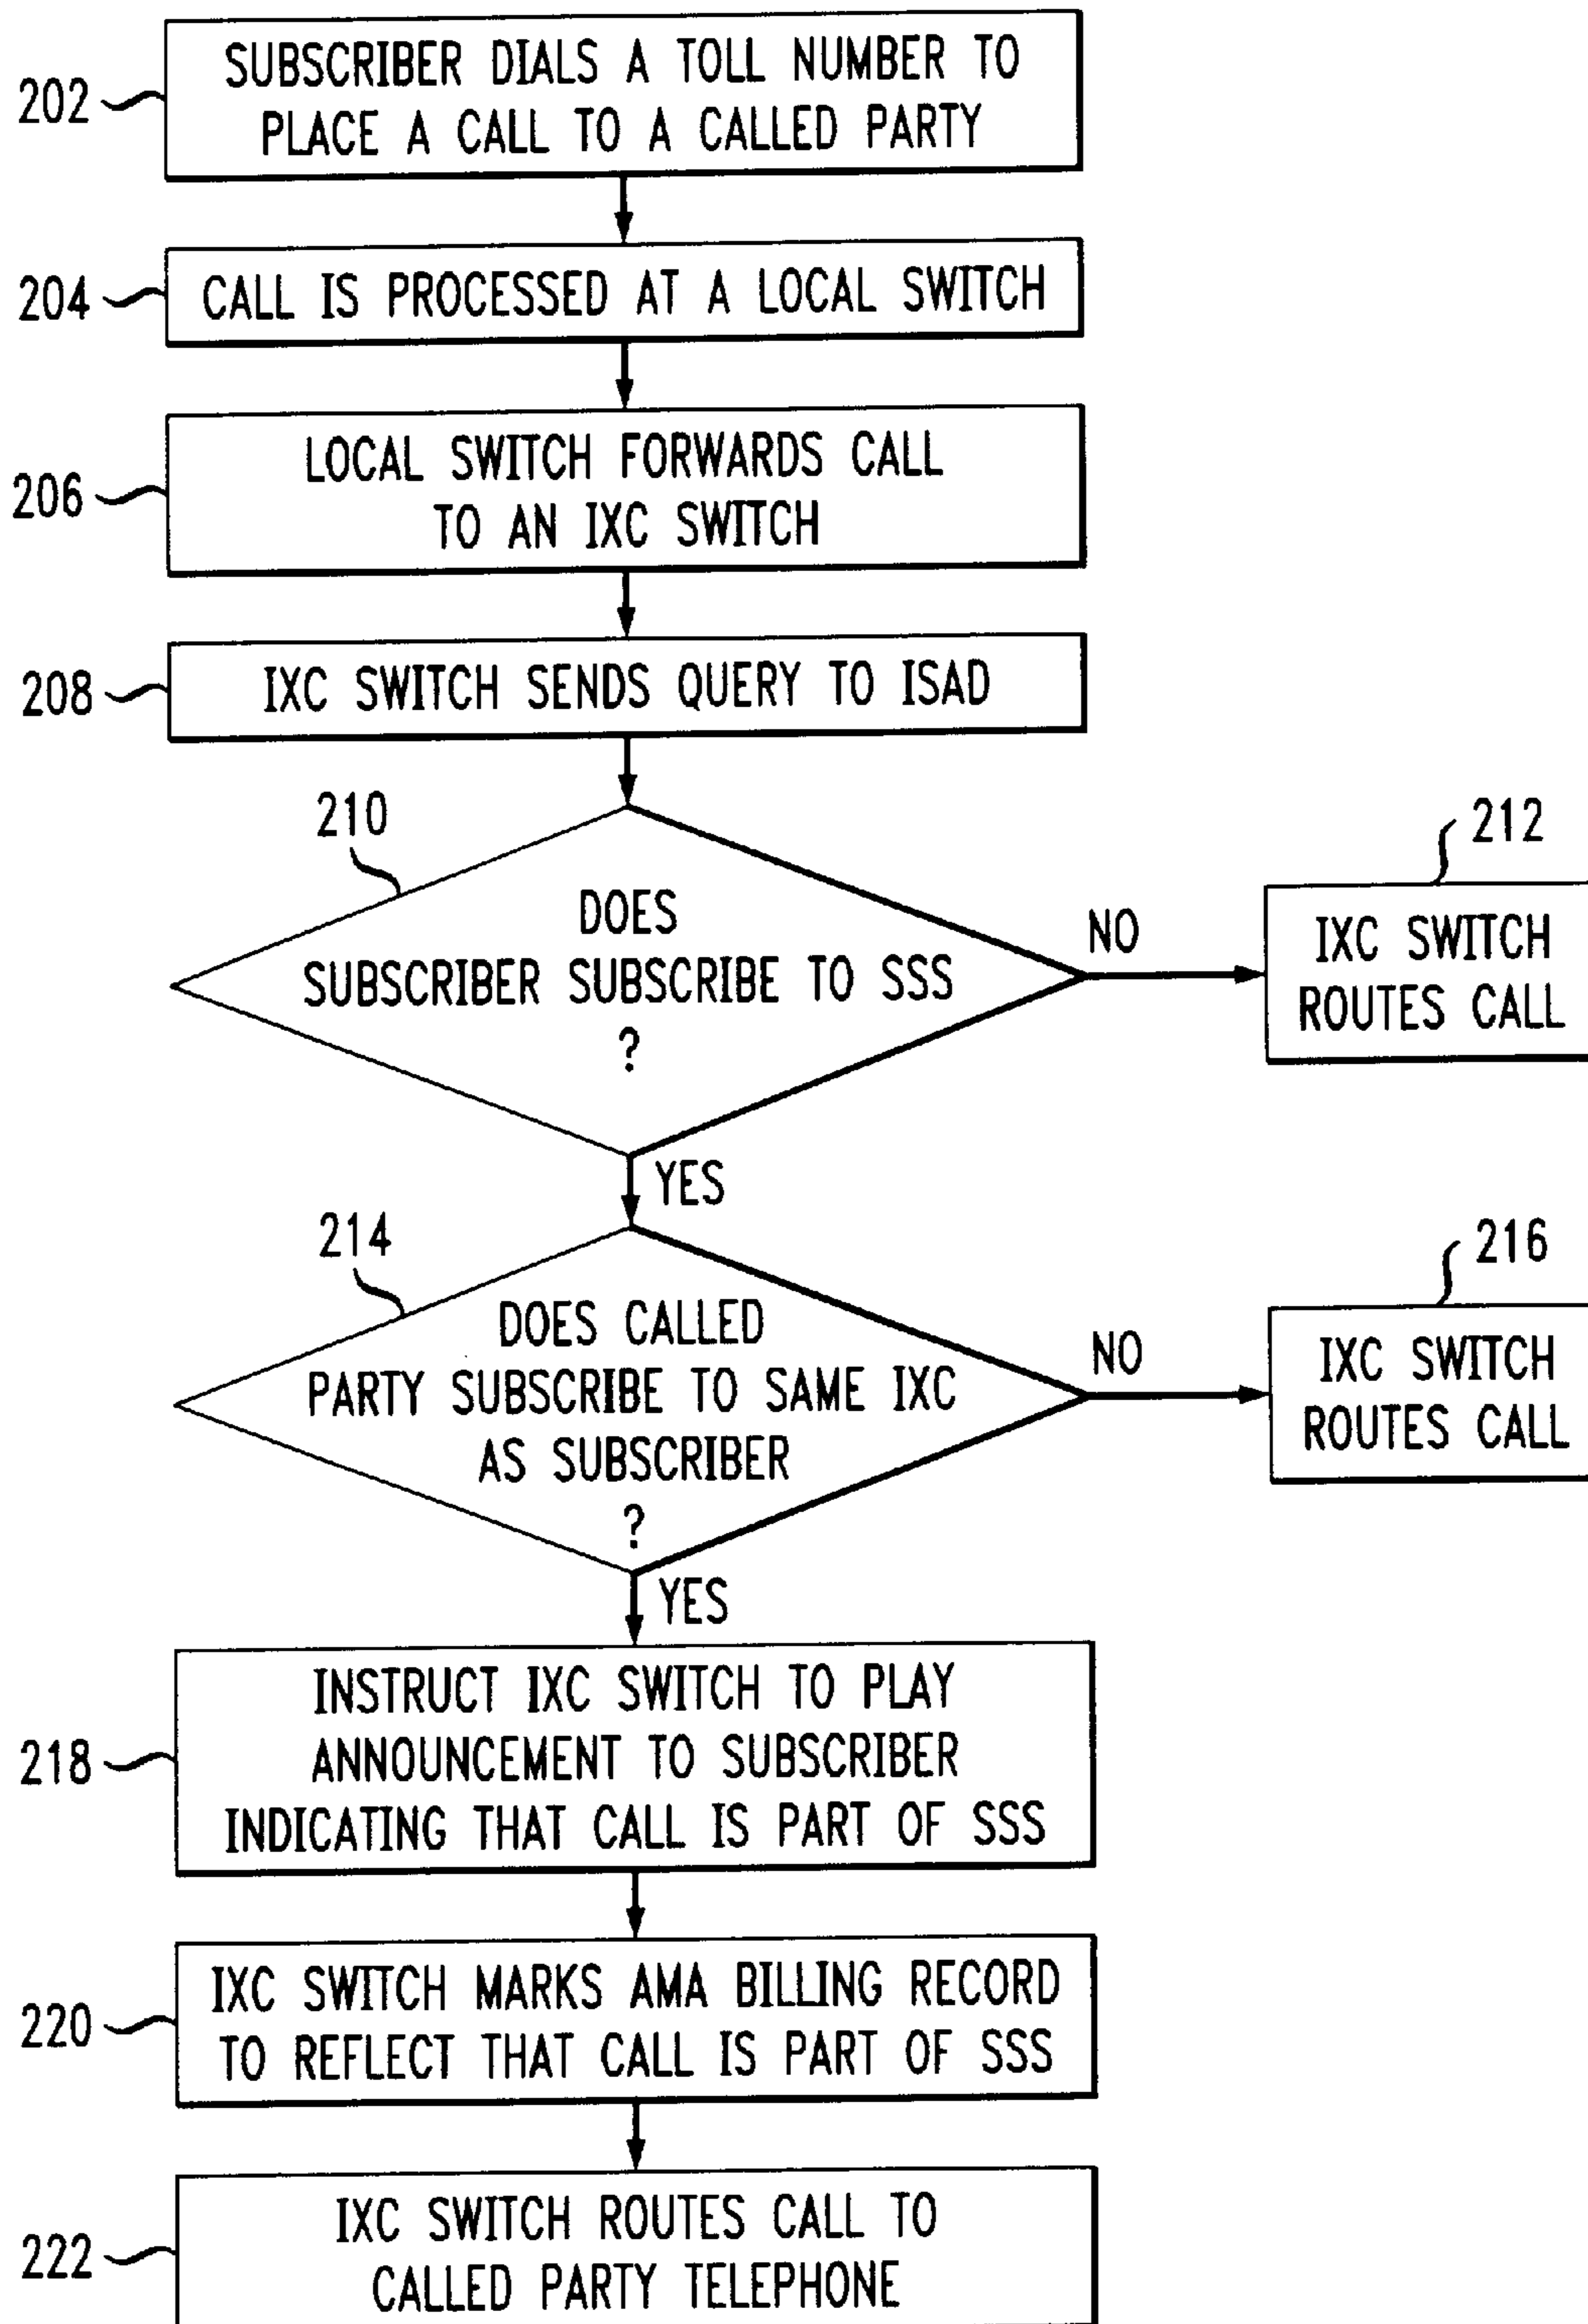 202
SUBSCRIBER DIALS A TOLL NUMBER TO
PLACE A CALL TO A CALLED PARTY
204
CALL IS PROCESSED AT A LOCAL SWITCH
206
LOCAL SWITCH FORWARDS CALL
TO AN IXC SWITCH
208
IXC SWITCH SENDS QUERY TO ISAD
210
DOES
SUBSCRIBER SUBSCRIBE TO SSS
?
NO
212
IXC SWITCH
ROUTES CALL
YES
214
DOES CALLED
PARTY SUBSCRIBE TO SAME IXC
AS SUBSCRIBER
?
NO
216
IXC SWITCH
ROUTES CALL
YES
218
INSTRUCT IXC SWITCH TO PLAY
ANNOUNCEMENT TO SUBSCRIBER
INDICATING THAT CALL IS PART OF SSS
220
IXC SWITCH MARKS AMA BILLING RECORD
TO REFLECT THAT CALL IS PART OF SSS
222
IXC SWITCH ROUTES CALL TO
CALLED PARTY TELEPHONE